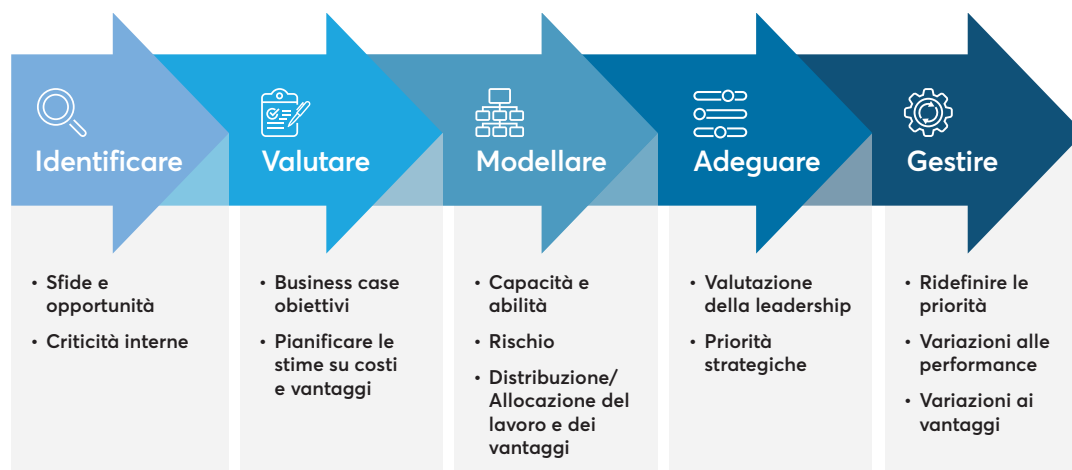 Identificare
Valutare
Modellare
Adeguare
Gestire
• Sfide e
opportunità
• Criticità interne
• Business case
obiettivi
• Pianificare le
stime su costi
e vantaggi
• Capacità e
abilità
• Rischio
• Distribuzione/
Allocazione del
lavoro e dei
vantaggi
• Valutazione
della leadership
• Priorità
strategiche
• Ridefinire le
priorità
• Variazioni alle
performance
• Variazioni ai
vantaggi